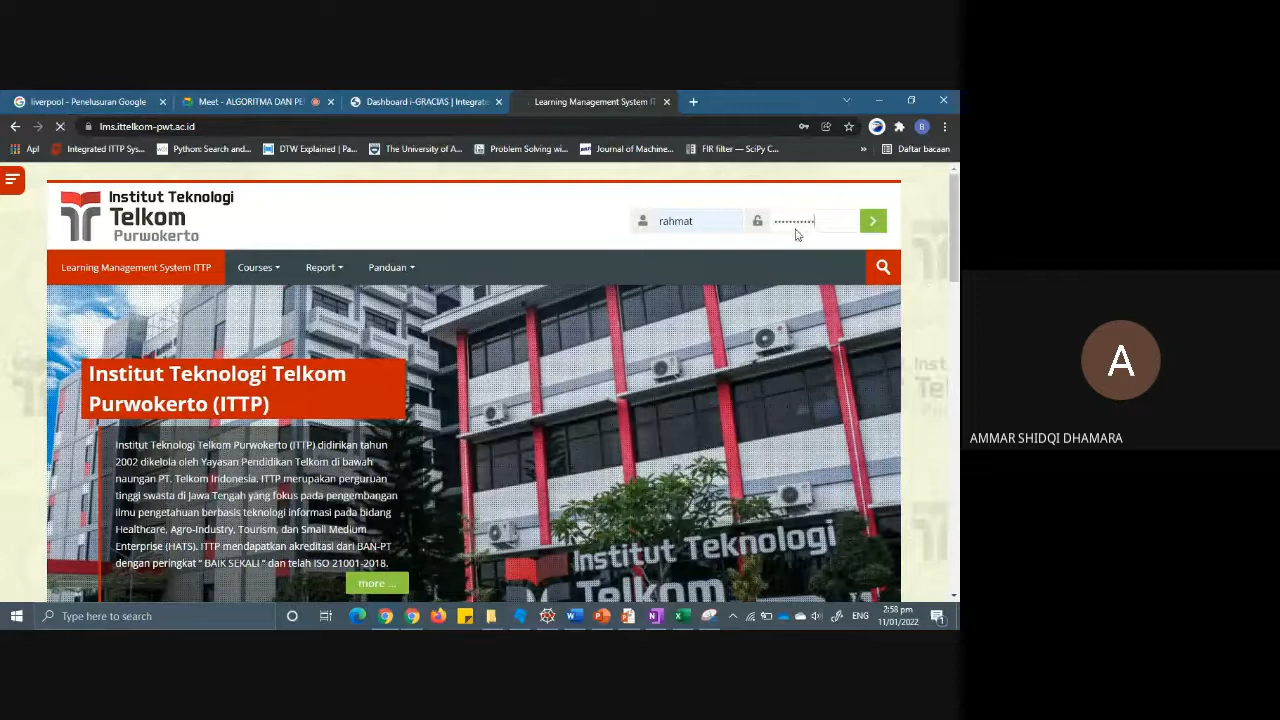 liverpool - Penelusuran Google
Meet - ALGORITMA DAN PE
Dashboard i-GRACIAS | Integrate
Learning Management System IT
lms.ittelkom-pwt.ac.id
Apl
Integrated ITTP Sys...
Python: Search and...
DTW Explained | Pa...
The University of A...
Problem Solving wi...
Journal of Machine...
FIR filter — SciPy C...
»
Daftar bacaan
Institut Teknologi
Telkom
Purwokerto
rahmat
•••••••••••
Learning Management System ITTP
Courses
Report
Panduan
Institut Teknologi Telkom
Purwokerto (ITTP)
Institut Teknologi Telkom Purwokerto (ITTP) didirikan tahun
2002 dikelola oleh Yayasan Pendidikan Telkom di bawah
naungan PT. Telkom Indonesia. ITTP merupakan perguruan
tinggi swasta di Jawa Tengah yang fokus pada pengembangan
ilmu pengetahuan berbasis teknologi informasi pada bidang
Healthcare, Agro-Industry, Tourism, dan Small Medium
Enterprise (HATS). ITTP mendapatkan akreditasi dari BAN-PT
dengan peringkat " BAIK SEKALI " dan telah ISO 21001-2018.
more ...
Institut Teknologi
Telkom
A
AMMAR SHIDQI DHAMARA
Type here to search
ENG
2:58 pm
11/01/2022